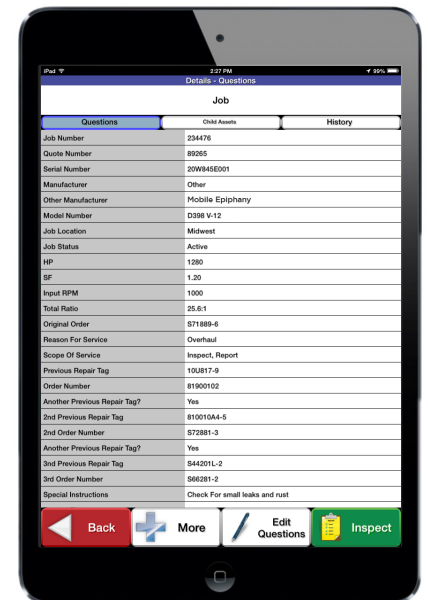 iPad 2:27 PM 99%
Details - Questions
Job
Questions Child Assets History
Job Number 234476
Quote Number 89265
Serial Number 20W845E001
Manufacturer Other
Other Manufacturer Mobile Epiphany
Model Number D398 V-12
Job Location Midwest
Job Status Active
HP 1280
SF 1.20
Input RPM 1000
Total Ratio 25.6:1
Original Order S71889-6
Reason For Service Overhaul
Scope Of Service Inspect, Report
Previous Repair Tag 10U817-9
Order Number 81900102
Another Previous Repair Tag? Yes
2nd Previous Repair Tag 810010A4-5
2nd Order Number S72881-3
Another Previous Repair Tag? Yes
3nd Previous Repair Tag S44201L-2
3rd Order Number S66281-2
Special Instructions Check For small leaks and rust
Back More Edit Questions Inspect